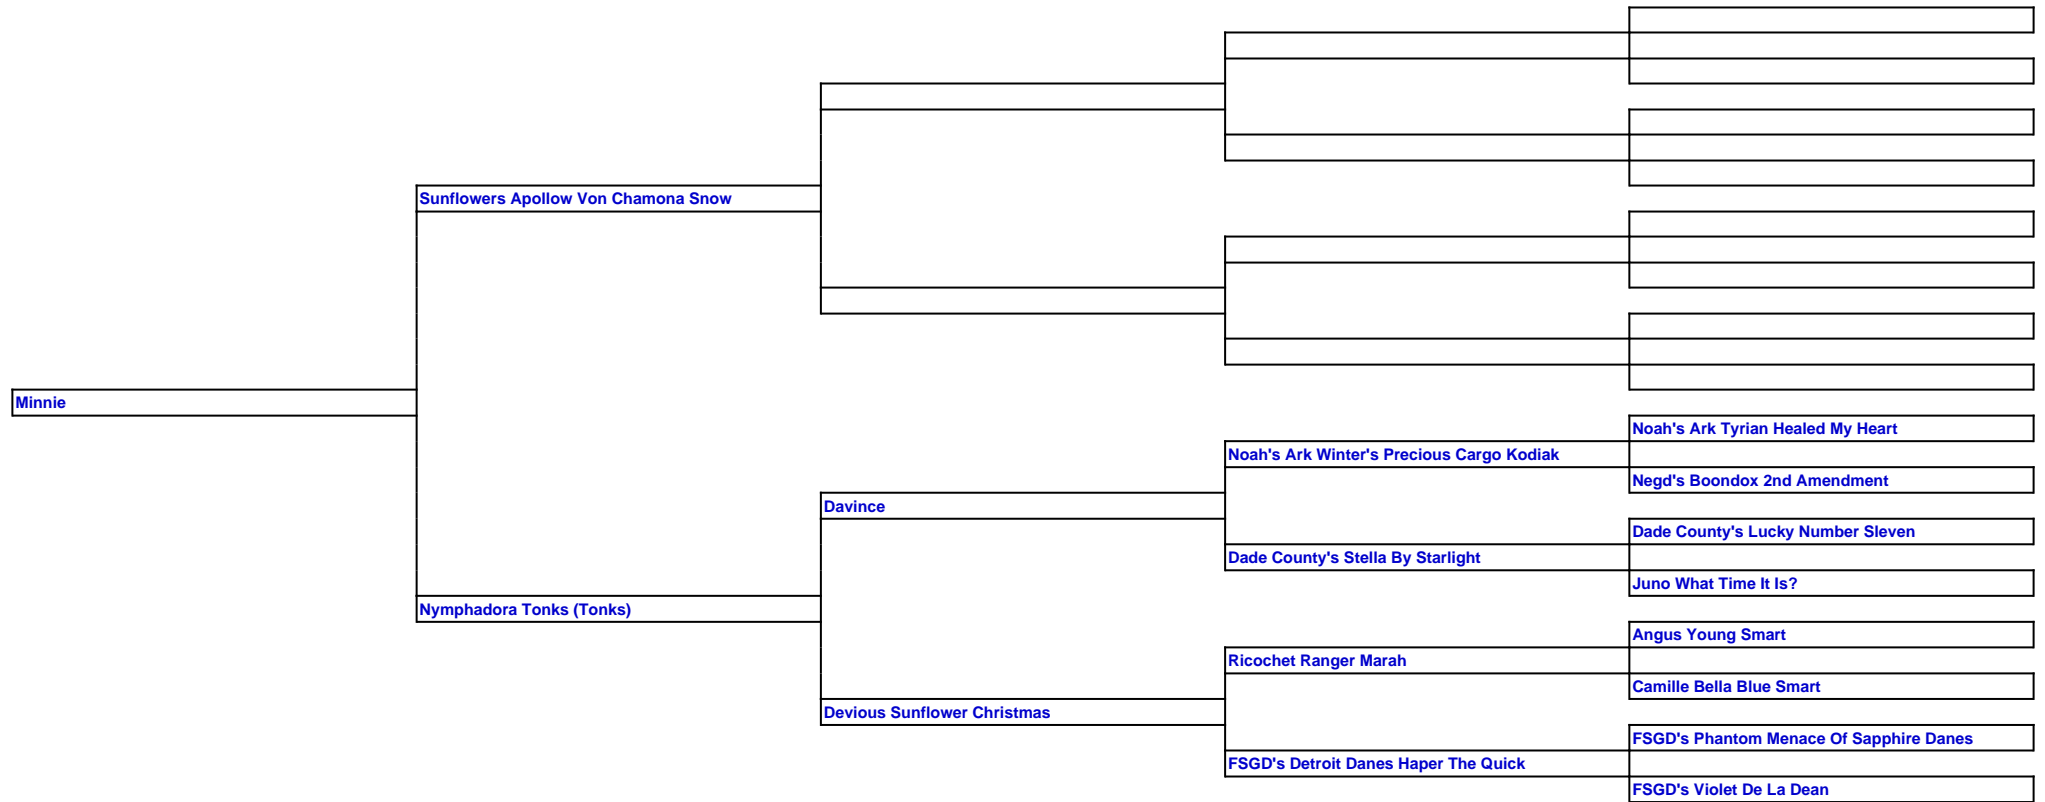 Sunflowers Apollow Von Chamona Snow
Minnie
Noah's Ark Tyrian Healed My Heart
Noah's Ark Winter's Precious Cargo Kodiak
Negd's Boondox 2nd Amendment
Davince
Dade County's Lucky Number Sleven
Dade County's Stella By Starlight
Juno What Time It Is?
Nymphadora Tonks (Tonks)
Angus Young Smart
Ricochet Ranger Marah
Camille Bella Blue Smart
Devious Sunflower Christmas
FSGD's Phantom Menace Of Sapphire Danes
FSGD's Detroit Danes Haper The Quick
FSGD's Violet De La Dean